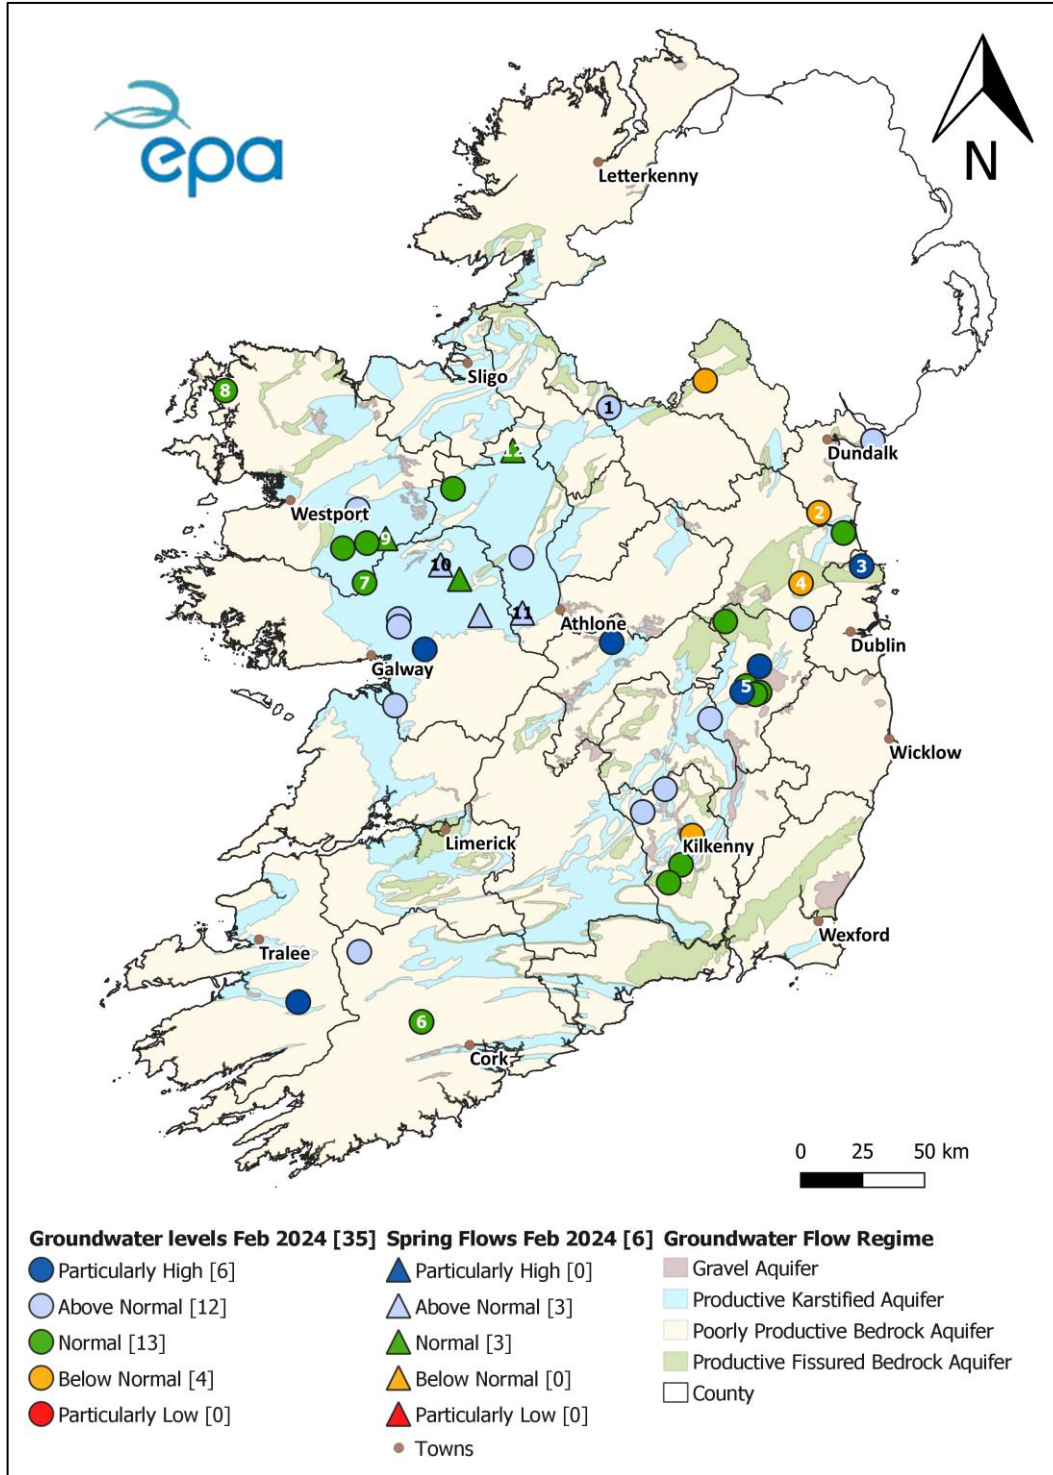 epa
N
Letterkenny
Sligo
8
1
Dundalk
12
Westport
2
9
3
10
7
4
11
Athlone
Dublin
Galway
5
Wicklow
Limerick
Kilkenny
Wexford
Tralee
6
Cork
0 25 50 km
Groundwater levels Feb 2024 [35]
Particularly High [6]
Above Normal [12]
Normal [13]
Below Normal [4]
Particularly Low [0]
Spring Flows Feb 2024 [6]
Particularly High [0]
Above Normal [3]
Normal [3]
Below Normal [0]
Particularly Low [0]
Towns
Groundwater Flow Regime
Gravel Aquifer
Productive Karstified Aquifer
Poorly Productive Bedrock Aquifer
Productive Fissured Bedrock Aquifer
County